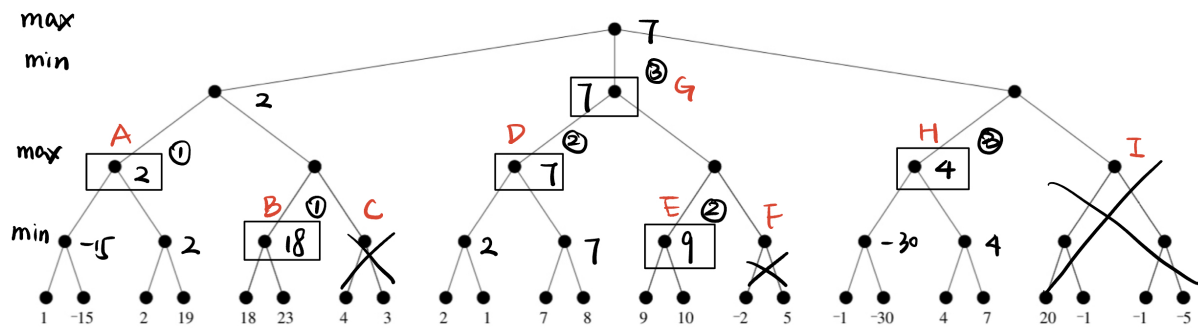 max 7
min
2 7 ③ G
A ① D ② H I
max 2 7 4
B ① C E ② F
min -15 2 18 2 7 9 -30 4
1 -15 2 19 18 23 4 3 2 1 7 8 9 10 -2 5 -1 -30 4 7 20 -1 -1 -5